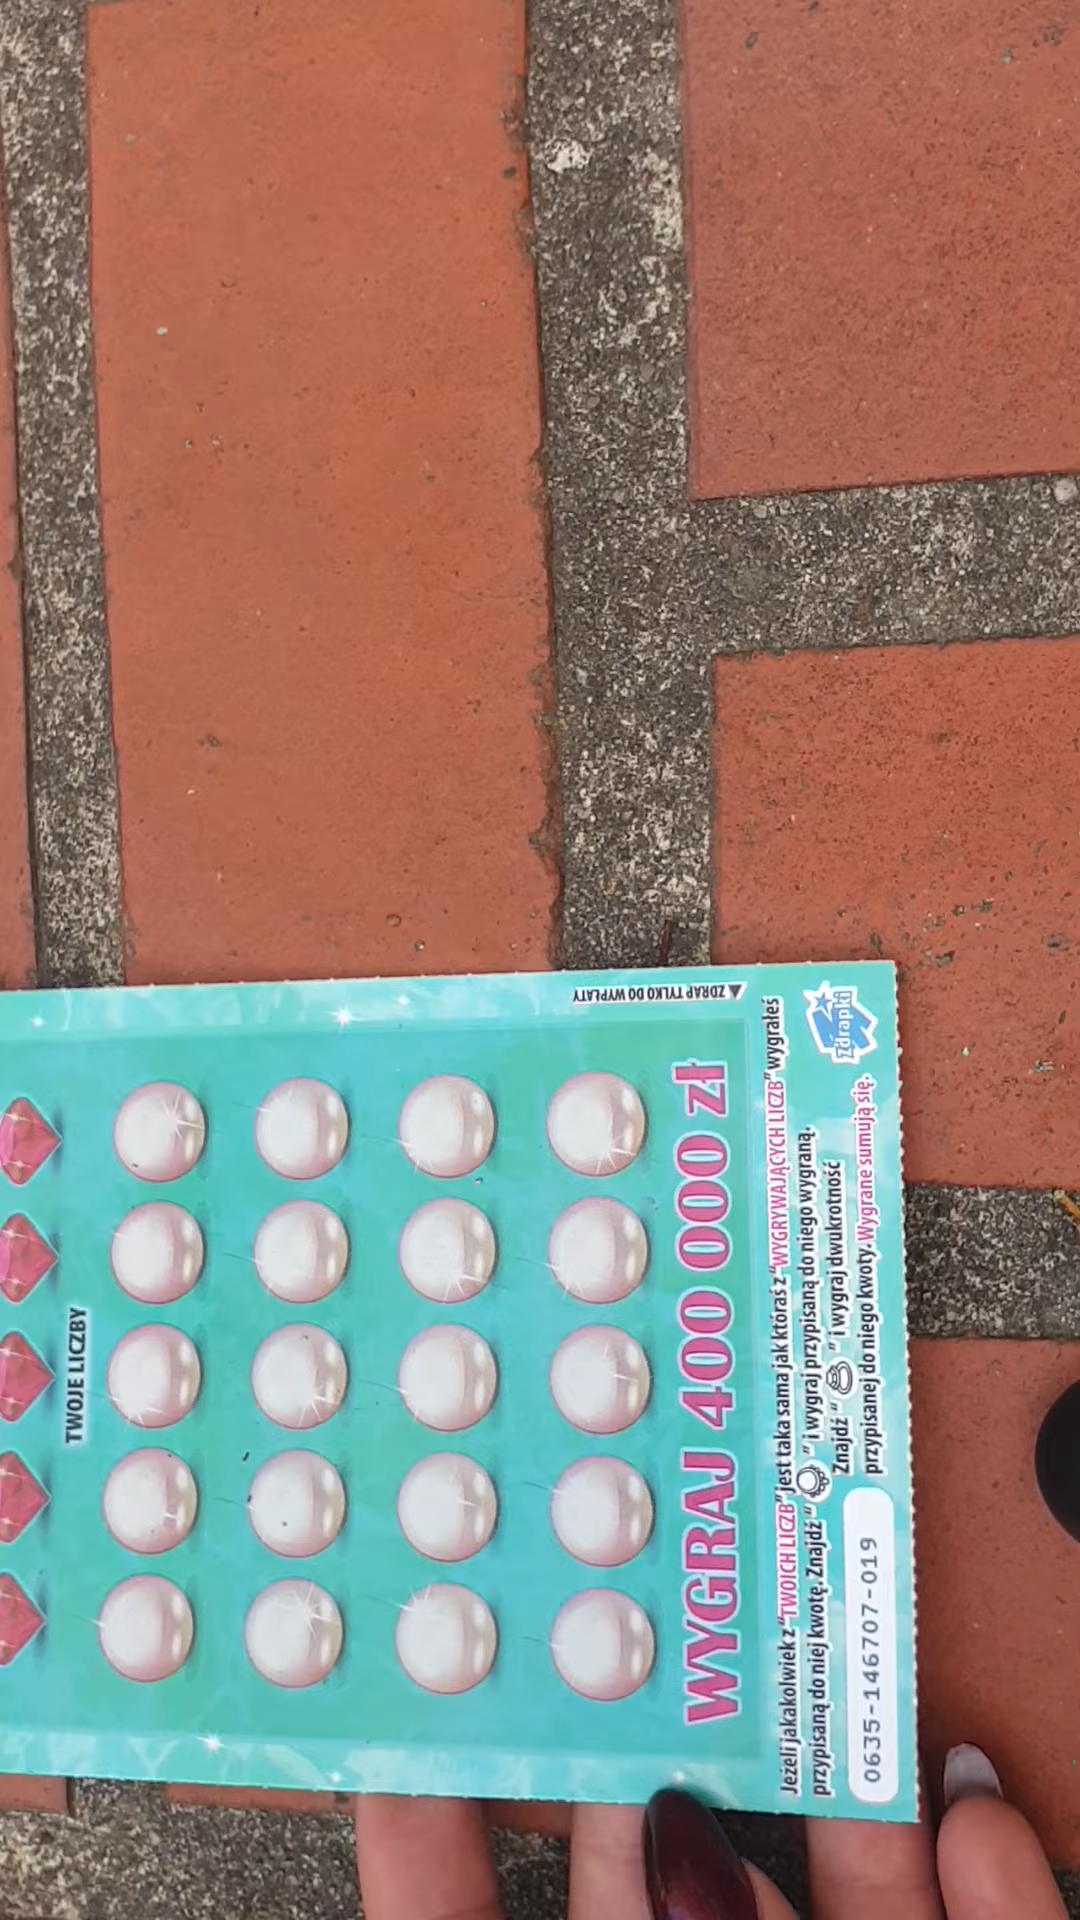 TWOJE LICZBY
WYGRAJ 400 000 zł
▲ ZDRAP TYLKO DO WYPŁATY
Jeżeli jakakolwiek z "TWOICH LICZB" jest taka sama jak któraś z "WYGRYWAJĄCYCH LICZB" wygrałeś
przypisaną do niej kwotę. Znajdź " " i wygraj przypisaną do niego wygraną.
Znajdź " " i wygraj dwukrotność
przypisanej do niego kwoty. Wygrane sumują się.
0635-146707-019
Zdrapki